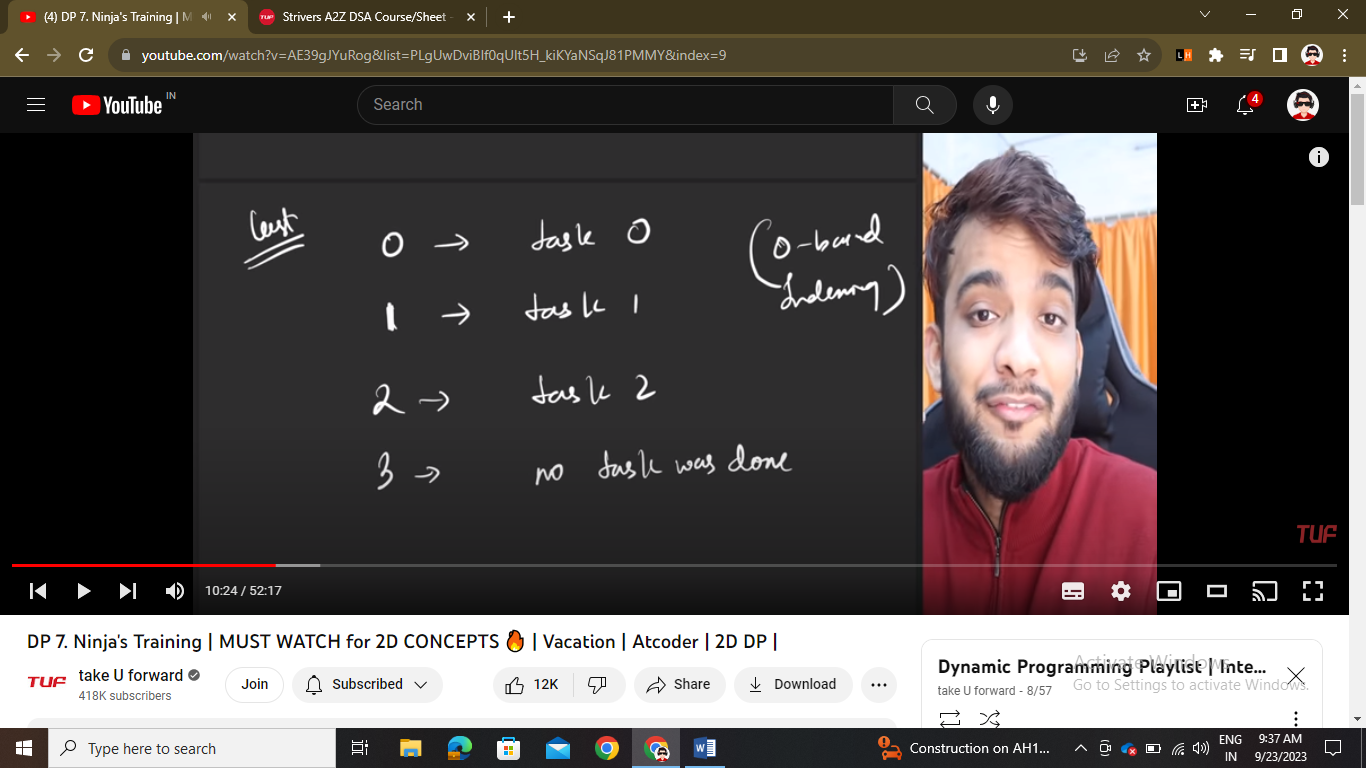 (4) DP 7. Ninja's Training | M
TUF
Strivers A2Z DSA Course/Sheet -
youtube.com/watch?v=AE39gJYuRog&list=PLgUwDviBIf0qUlt5H_kiKYaNSqJ81PMMY&index=9
LH
YouTube IN
Search
4
last
0 → task 0
(0-based
Indexing)
1 → task 1
2 → task 2
3 → no task was done
TUF
10:24 / 52:17
DP 7. Ninja's Training | MUST WATCH for 2D CONCEPTS 🔥 | Vacation | Atcoder | 2D DP |
TUF
take U forward
418K subscribers
Join
Subscribed
12K
Share
Download
Dynamic Programming Playlist | Inte...
take U forward - 8/57
Activate Windows
Go to Settings to activate Windows.
Type here to search
Construction on AH1...
ENG
IN
9:37 AM
9/23/2023